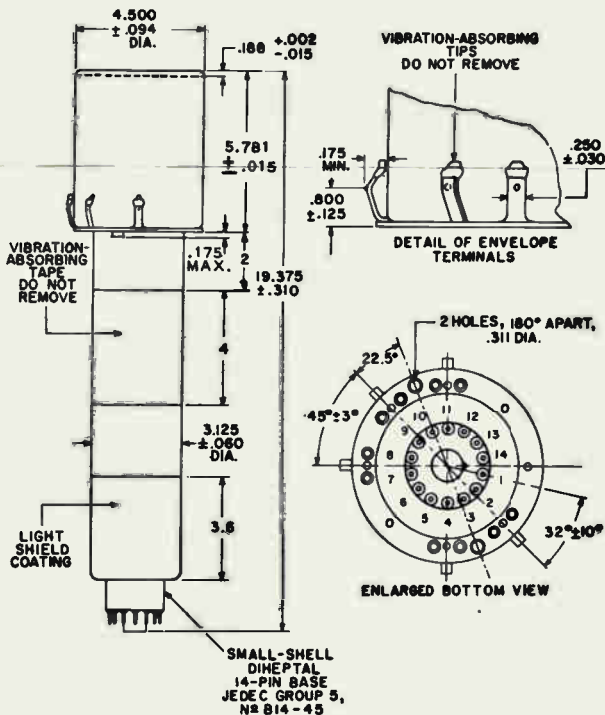 4.500
±.094
DIA.
.188 +.002
-.015
5.781
±.015
VIBRATION-
ABSORBING
TAPE
DO NOT
REMOVE
.175
MAX.
2
19.375
±.310
4
3.125
±.060
DIA.
LIGHT
SHIELD
COATING
3.6
SMALL-SHELL
DIHEPTAL
14-PIN BASE
JEDEC GROUP 5,
Nº B14-45
VIBRATION-ABSORBING
TIPS
DO NOT REMOVE
.175
MIN.
.800
±.125
.250
±.030
DETAIL OF ENVELOPE
TERMINALS
2 HOLES, 180° APART,
.311 DIA.
22.5°
45°±3°
10 11 12
9 13
8 14
7 1
6 2
5 4 3
32°±10°
ENLARGED BOTTOM VIEW